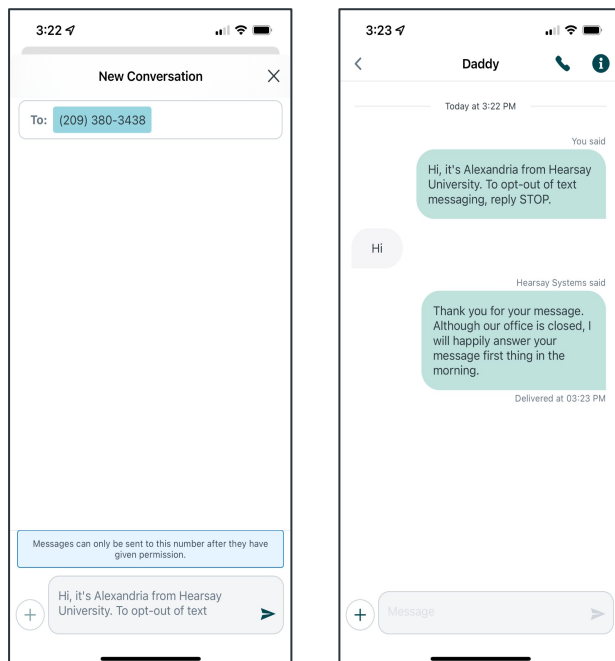 3:22
New Conversation
To: (209) 380-3438
Messages can only be sent to this number after they have
given permission.
Hi, it's Alexandria from Hearsay
University. To opt-out of text
3:23
Daddy
Today at 3:22 PM
You said
Hi, it's Alexandria from Hearsay
University. To opt-out of text
messaging, reply STOP.
Hi
Hearsay Systems said
Thank you for your message.
Although our office is closed, I
will happily answer your
message first thing in the
morning.
Delivered at 03:23 PM
Message